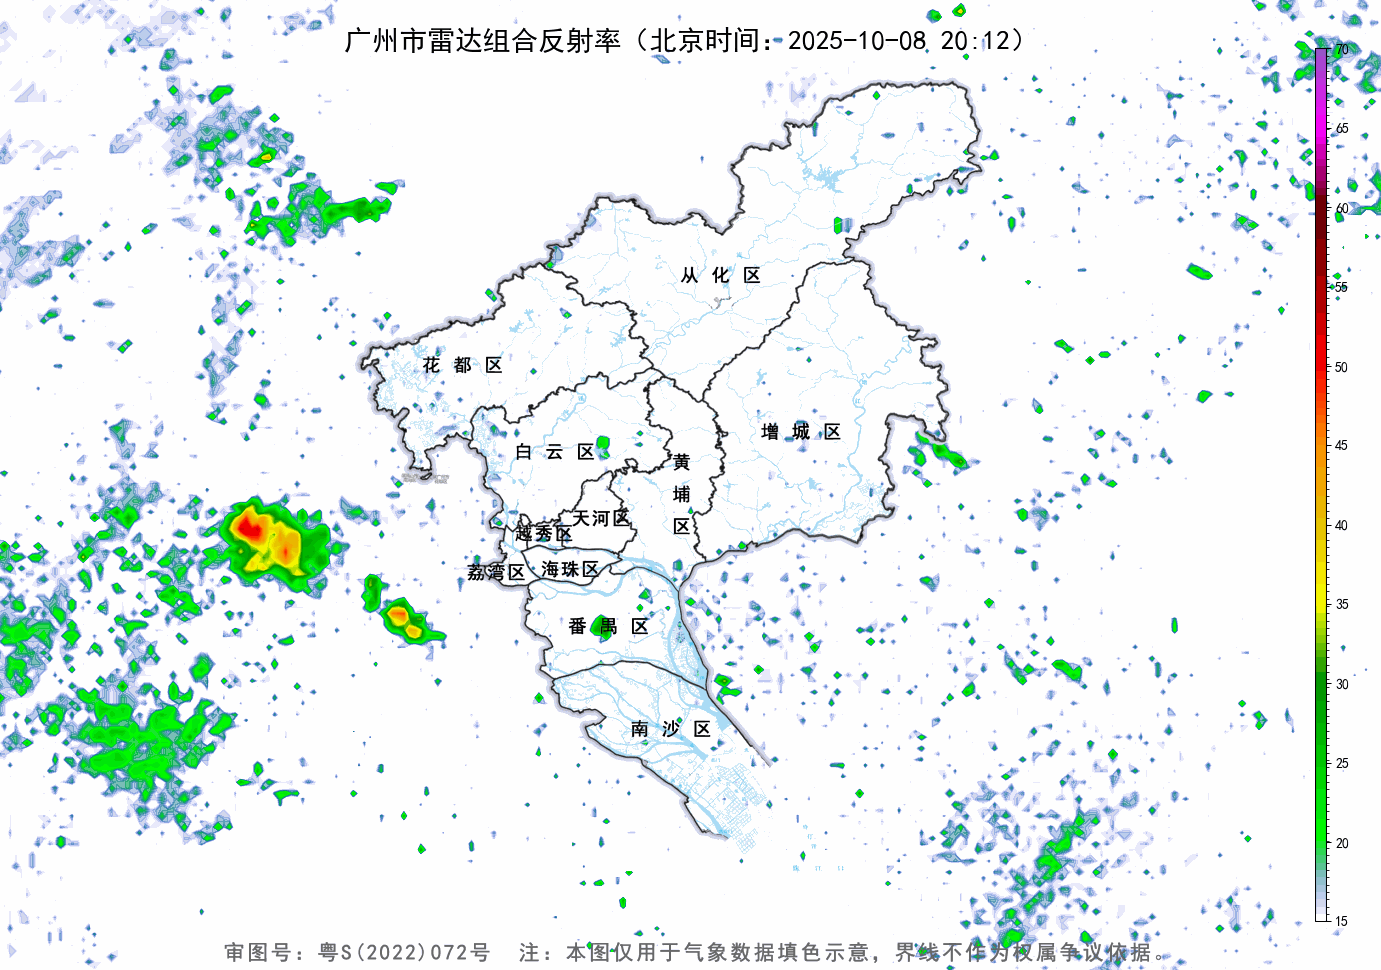 广州市雷达组合反射率（北京时间：2025-10-08 20:12）
70
65
60
55
50
45
40
35
30
25
20
15
从化区
花都区
增城区
白云区
黄埔区
天河区
越秀区
荔湾区
海珠区
番禺区
南沙区
审图号：粤S(2022)072号 注：本图仅用于气象数据填色示意，界线不作为权属争议依据。